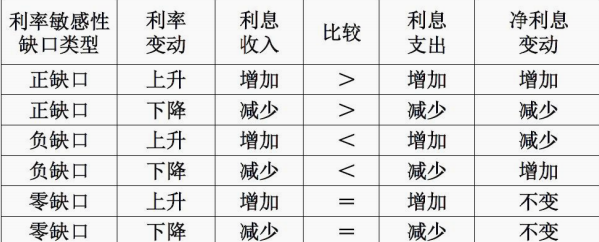 利率敏感性缺口类型 利率变动 利息收入 比较 利息支出 净利息变动
正缺口 上升 增加 > 增加 增加
正缺口 下降 减少 > 减少 减少
负缺口 上升 增加 < 增加 减少
负缺口 下降 减少 < 减少 增加
零缺口 上升 增加 = 增加 不变
零缺口 下降 减少 = 减少 不变